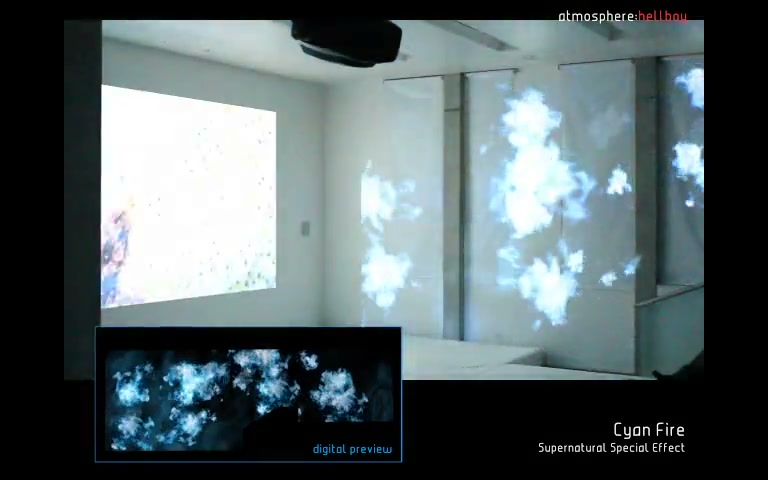 atmosphere:hellboy
digital preview
Cyan Fire
Supernatural Special Effect